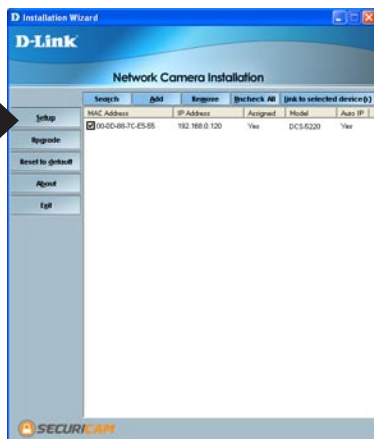 Installation Wizard
D-Link
Network Camera Installation
Search Add Remove Uncheck All Link to selected device(s)
MAC Address IP Address Assigned Model Auto IP
00-0D-88-7C-E5-55 192.168.0.120 Yes DCS-5220 Yes
Setup
Upgrade
Reset to default
About
Exit
SECURICAM